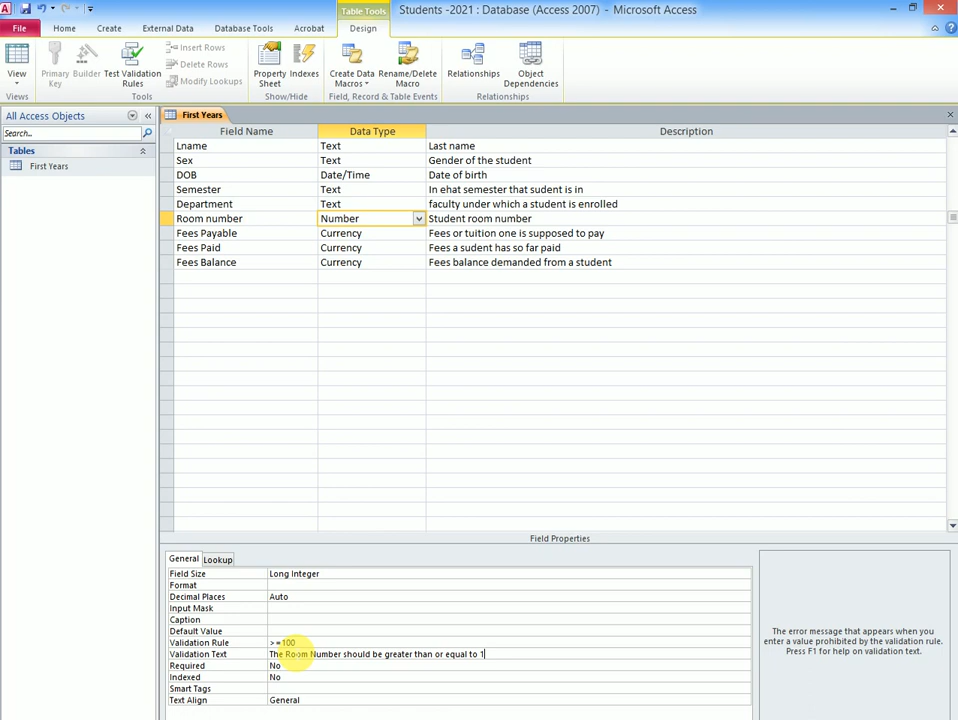 Table Tools
Students -2021 : Database (Access 2007) - Microsoft Access
File Home Create External Data Database Tools Acrobat Design
View Primary Key Builder Test Validation Rules
Insert Rows
Delete Rows
Modify Lookups
Property Sheet Indexes Create Data Macros Rename/Delete Macro Relationships Object Dependencies
Views Tools Show/Hide Field, Record & Table Events Relationships
All Access Objects
Search...
Tables
First Years
First Years
Field Name Data Type Description
Lname Text Last name
Sex Text Gender of the student
DOB Date/Time Date of birth
Semester Text In ehat semester that sudent is in
Department Text faculty under which a student is enrolled
Room number Number Student room number
Fees Payable Currency Fees or tuition one is supposed to pay
Fees Paid Currency Fees a sudent has so far paid
Fees Balance Currency Fees balance demanded from a student
Field Properties
General Lookup
Field Size Long Integer
Format
Decimal Places Auto
Input Mask
Caption
Default Value
Validation Rule >=100
Validation Text The Room Number should be greater than or equal to 1
Required No
Indexed No
Smart Tags
Text Align General
The error message that appears when you
enter a value prohibited by the validation rule.
Press F1 for help on validation text.